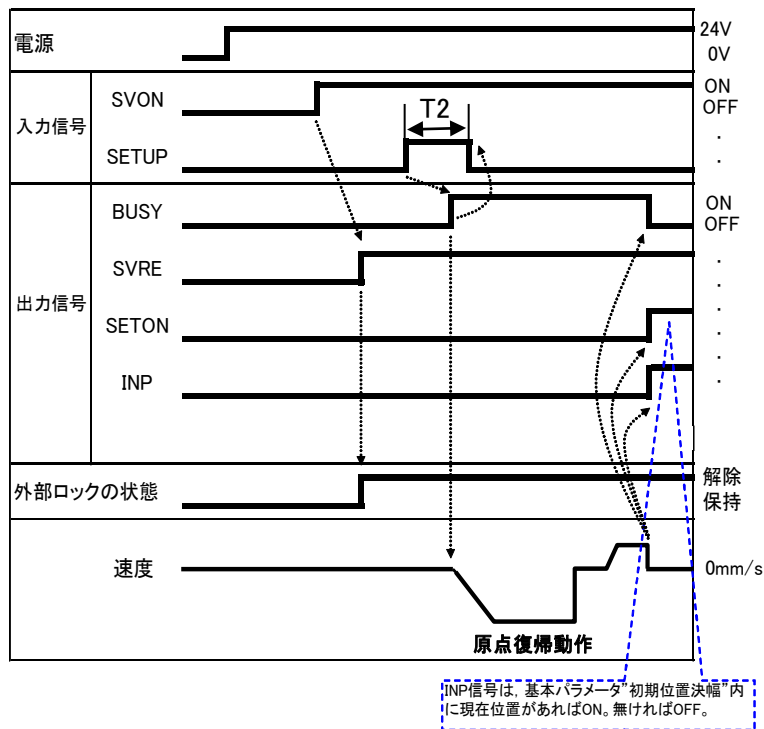 電源
24V
0V
入力信号
SVON
ON
OFF
T2
SETUP
.
.
出力信号
BUSY
ON
OFF
SVRE
.
.
SETON
.
.
INP
.
.
外部ロックの状態
解除
保持
速度
0mm/s
原点復帰動作
INP信号は, 基本パラメータ"初期位置決幅"内
に現在位置があればON。無ければOFF。